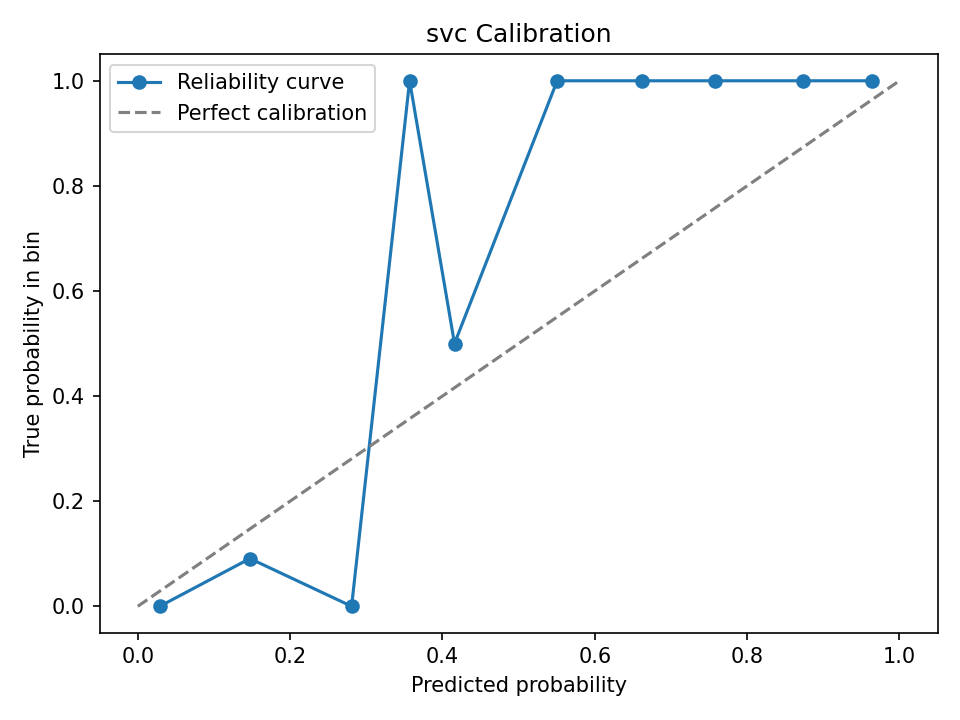 svc Calibration
Reliability curve
Perfect calibration
True probability in bin
1.0
0.8
0.6
0.4
0.2
0.0
0.0 0.2 0.4 0.6 0.8 1.0
Predicted probability